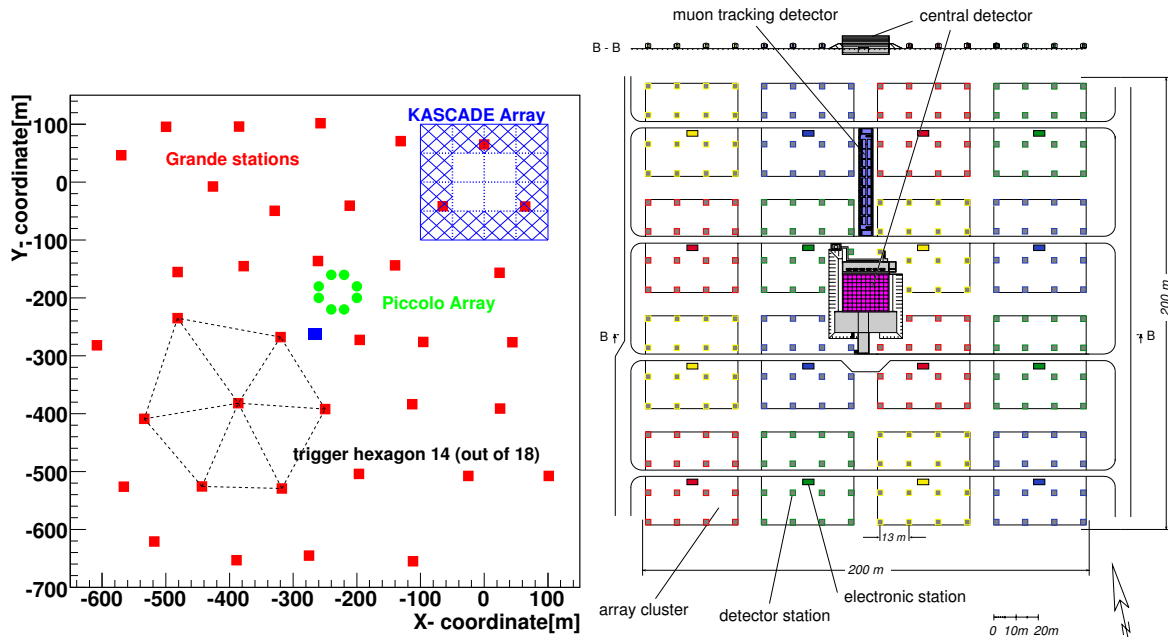 100
0
-100
-200
-300
-400
-500
-600
-700
Y- coordinate[m]
-600 -500 -400 -300 -200 -100 0 100
X- coordinate[m]
KASCADE Array
Grande stations
Piccolo Array
trigger hexagon 14 (out of 18)
muon tracking detector
central detector
B - B
B
B
200 m
13 m
200 m
array cluster
detector station
electronic station
0 10m 20m